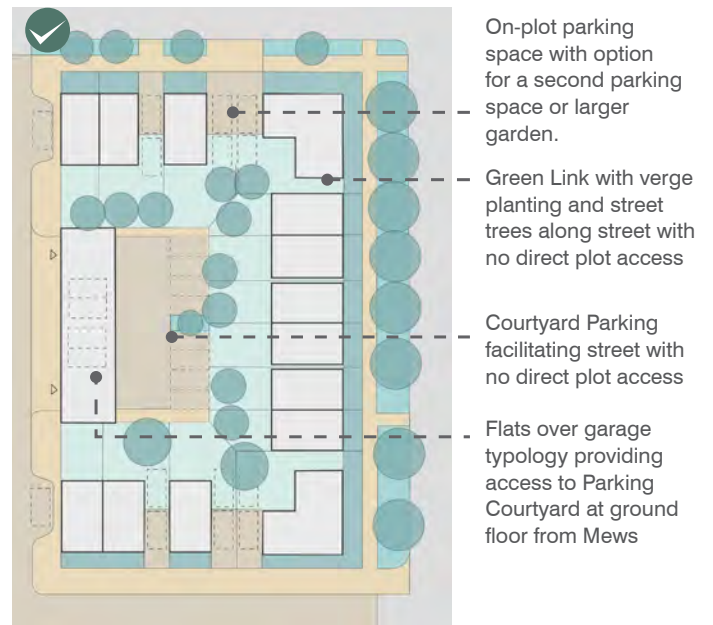 On-plot parking
space with option
for a second parking
space or larger
garden.
Green Link with verge
planting and street
trees along street with
no direct plot access
Courtyard Parking
facilitating street with
no direct plot access
Flats over garage
typology providing
access to Parking
Courtyard at ground
floor from Mews